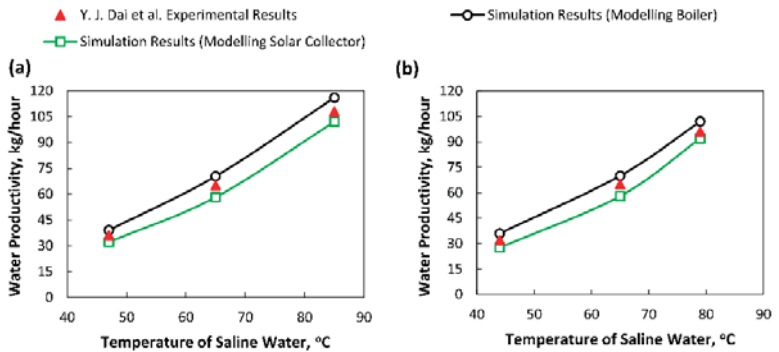 Y. J. Dai et al. Experimental Results
Simulation Results (Modelling Boiler)
Simulation Results (Modelling Solar Collector)
(a)
120
105
90
75
60
45
30
15
0
40 50 60 70 80 90
Water Productivity, kg/hour
Temperature of Saline Water, °C
(b)
120
105
90
75
60
45
30
15
0
40 50 60 70 80 90
Water Productivity, kg/hour
Temperature of Saline Water, °C